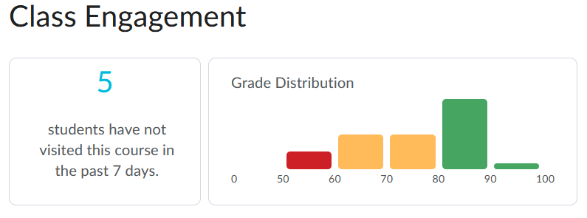 Class Engagement
5
students have not
visited this course in
the past 7 days.
Grade Distribution
0 50 60 70 80 90 100